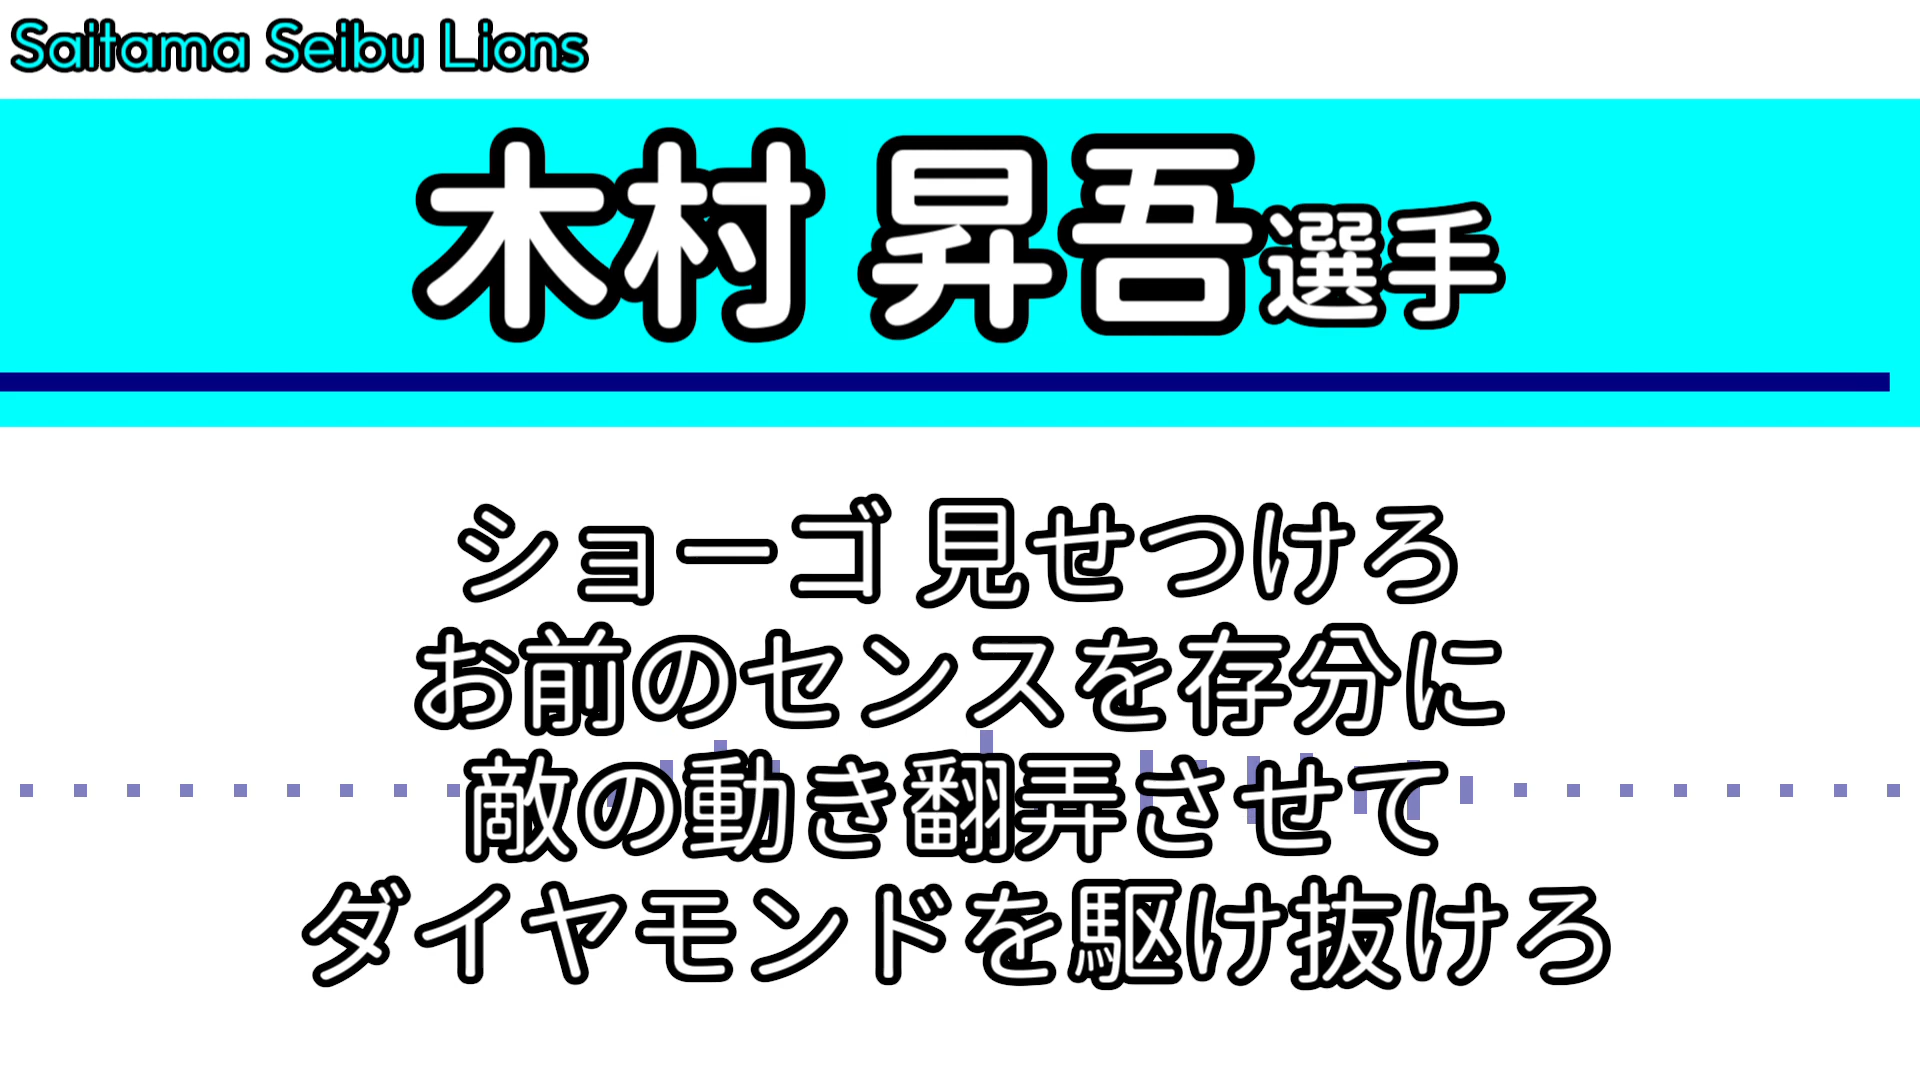 Saitama Seibu Lions
木村 昇吾選手
ショーゴ 見せつけろ
お前のセンスを存分に
敵の動き翻弄させて
ダイヤモンドを駆け抜けろ